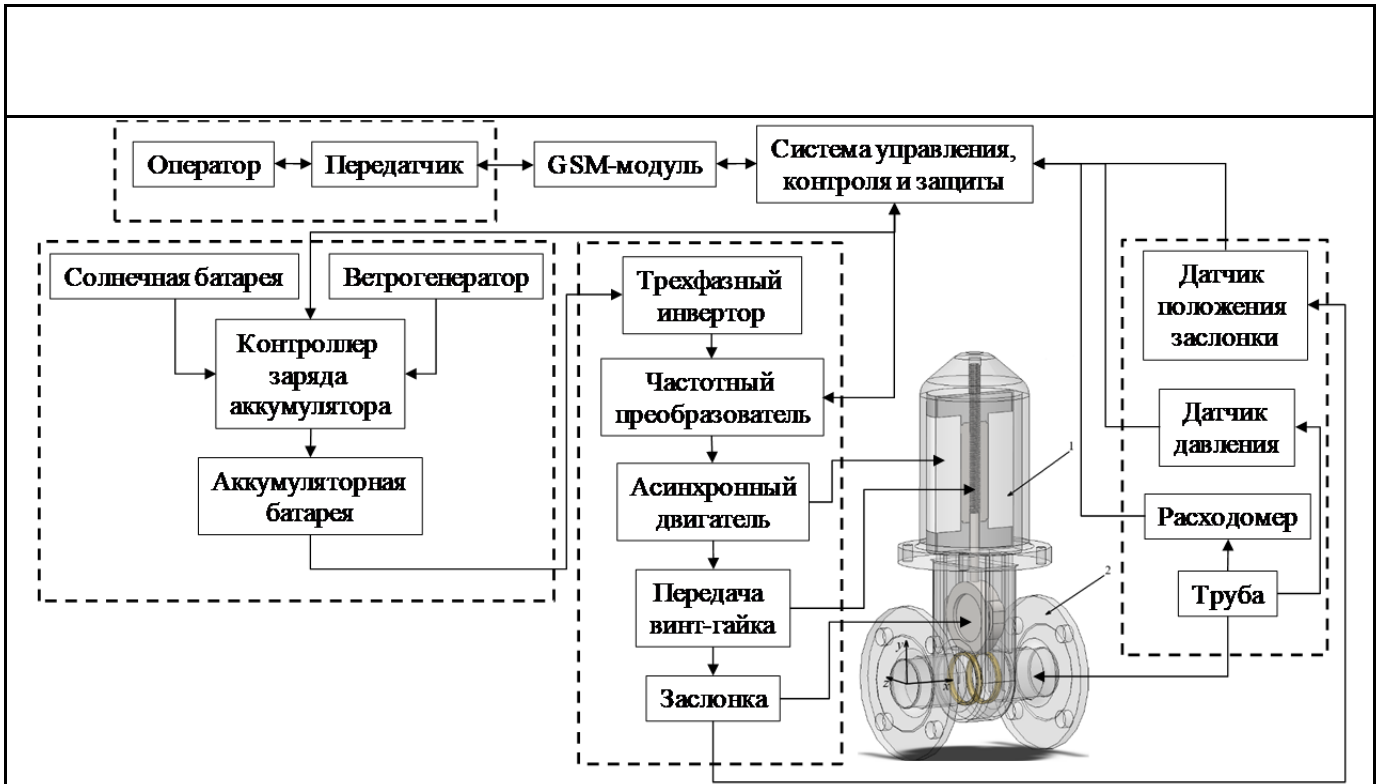 Оператор
Передатчик
GSM-модуль
Система управления,
контроля и защиты
Солнечная батарея
Ветрогенератор
Контроллер
заряда
аккумулятора
Аккумуляторная
батарея
Трехфазный
инвертор
Частотный
преобразователь
Асинхронный
двигатель
Передача
винт-гайка
Заслонка
1
2
y
z
x
Датчик
положения
заслонки
Датчик
давления
Расходомер
Труба